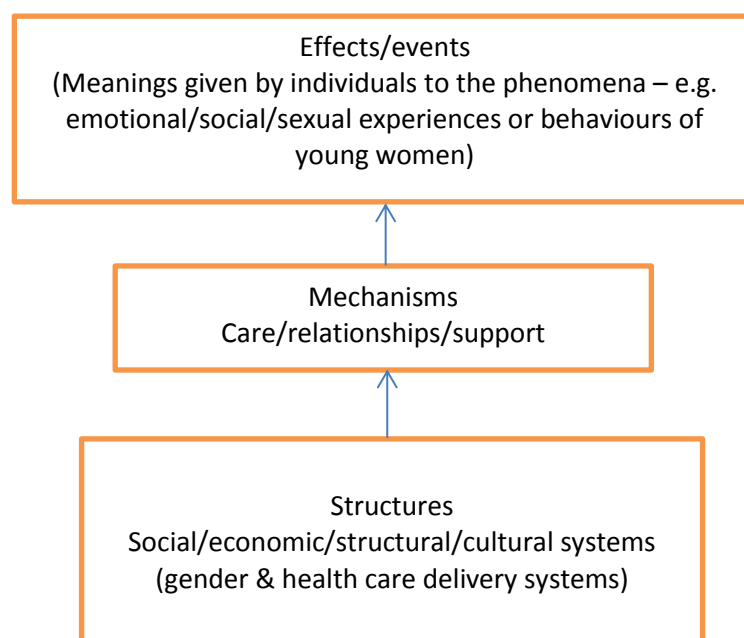 Effects/events
(Meanings given by individuals to the phenomena – e.g.
emotional/social/sexual experiences or behaviours of
young women)
Mechanisms
Care/relationships/support
Structures
Social/economic/structural/cultural systems
(gender & health care delivery systems)